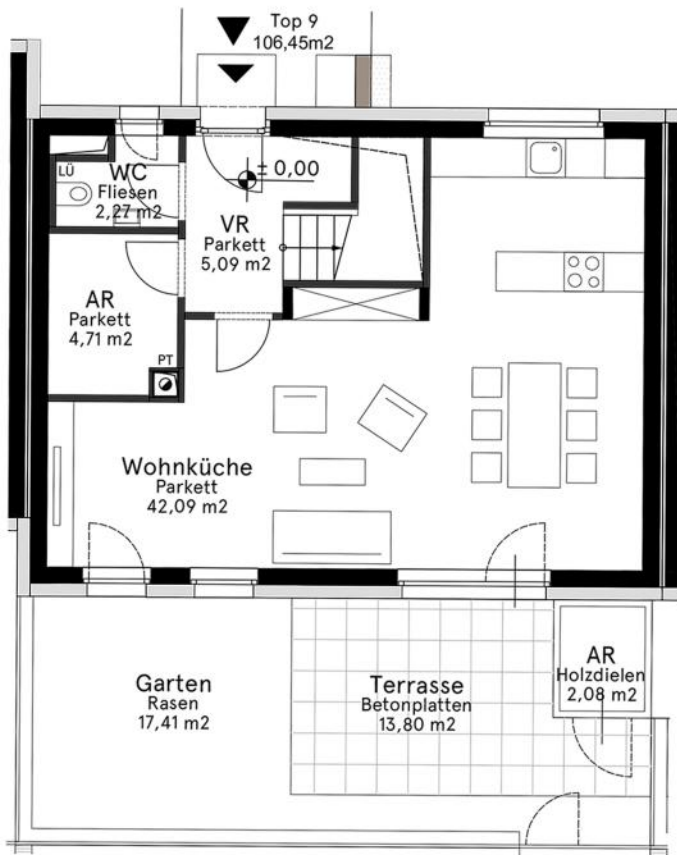 Top 9
106,45m2
LÜ
WC
Fliesen
2,27 m2
± 0,00
VR
Parkett
5,09 m2
AR
Parkett
4,71 m2
PT
Wohnküche
Parkett
42,09 m2
Garten
Rasen
17,41 m2
Terrasse
Betonplatten
13,80 m2
AR
Holzdielen
2,08 m2